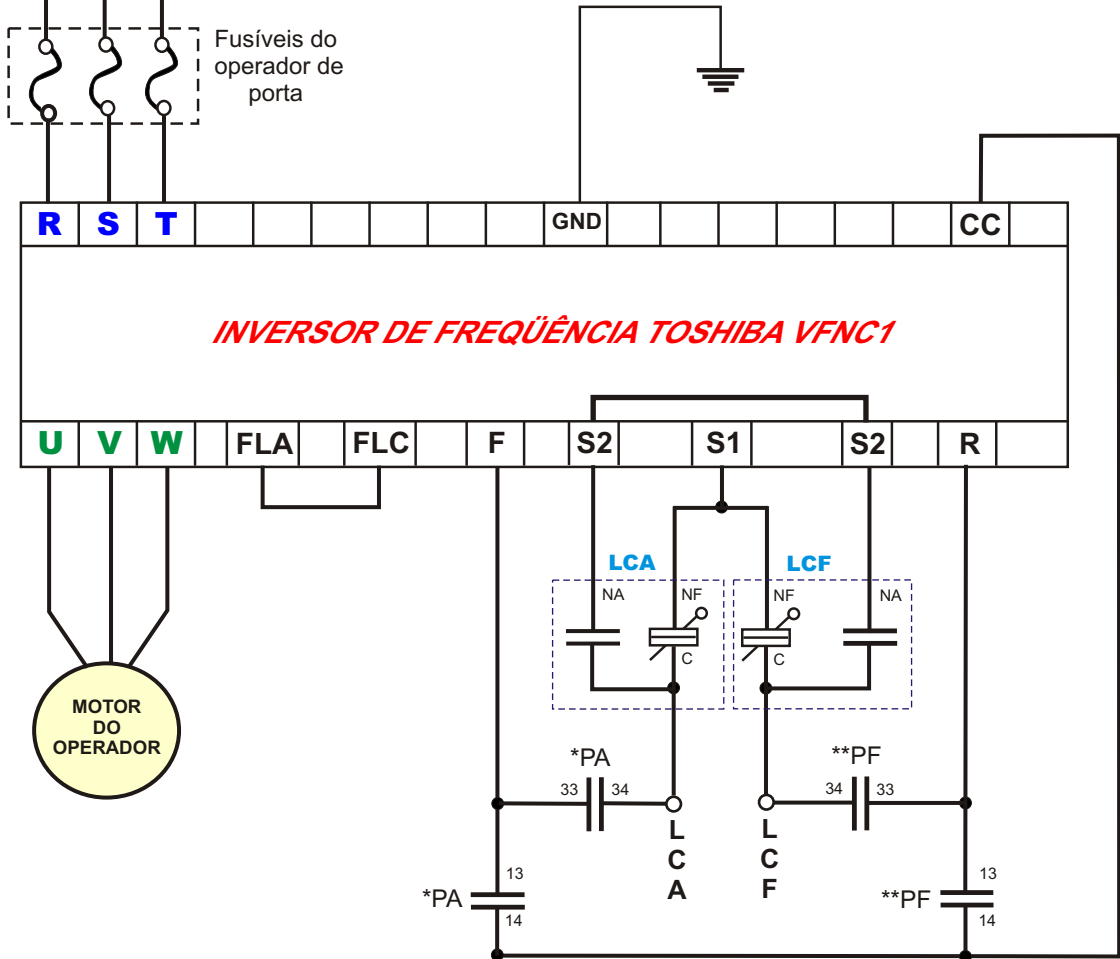 Fusíveis do
operador de
porta
R S T GND CC
INVERSOR DE FREQÜÊNCIA TOSHIBA VFNC1
U V W FLA FLC F S2 S1 S2 R
LCA LCF
NA NF NF NA
C C
MOTOR
DO
OPERADOR
*PA **PF
33 34 34 33
L
C
A
L
C
F
*PA 13
14
**PF 13
14